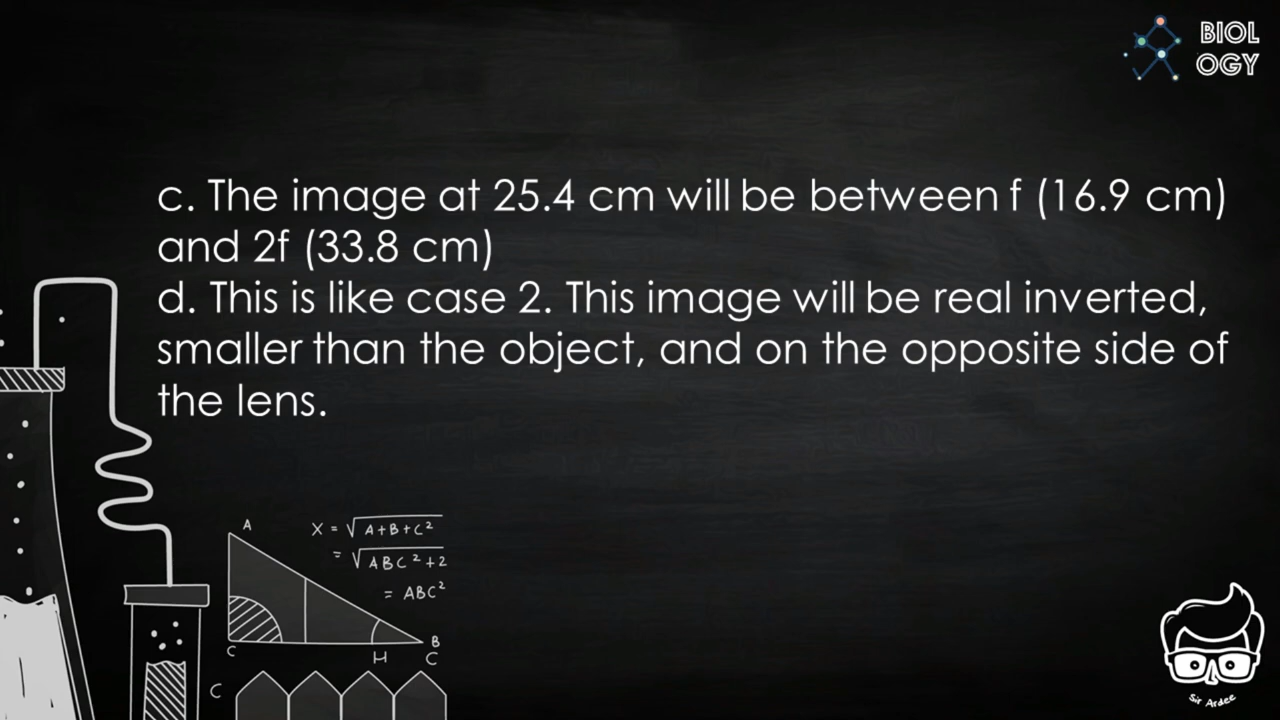 BIOL
OGY
c. The image at 25.4 cm will be between f (16.9 cm)
and 2f (33.8 cm)
d. This is like case 2. This image will be real inverted,
smaller than the object, and on the opposite side of
the lens.
A
X = √A+B+C²
= √ABC²+2
= ABC²
C
H
B
C
C
Sir Ardee